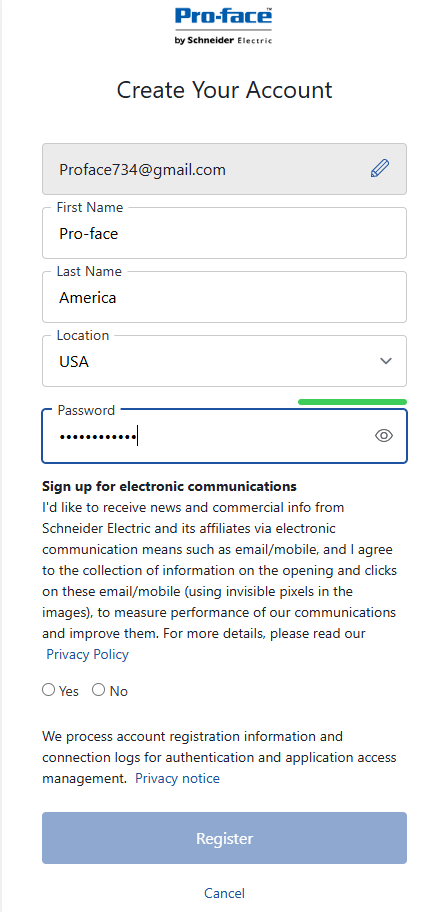 Pro-face™
by Schneider Electric
Create Your Account
Proface734@gmail.com
First Name
Pro-face
Last Name
America
Location
USA
Password
••••••••••••
Sign up for electronic communications
I'd like to receive news and commercial info from
Schneider Electric and its affiliates via electronic
communication means such as email/mobile, and I agree
to the collection of information on the opening and clicks
on these email/mobile (using invisible pixels in the
images), to measure performance of our communications
and improve them. For more details, please read our
Privacy Policy
Yes No
We process account registration information and
connection logs for authentication and application access
management. Privacy notice
Register
Cancel